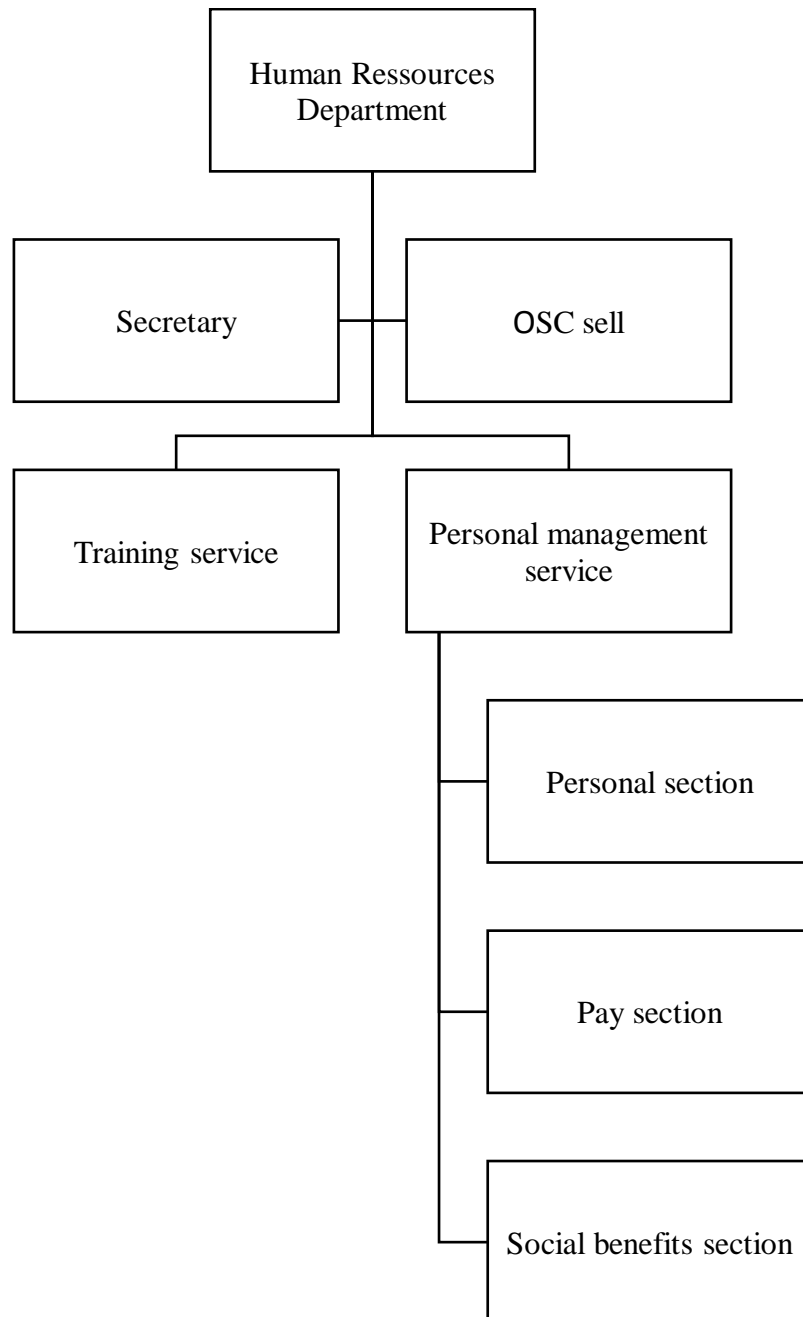 Human Ressources
Department
Secretary
OSC sell
Training service
Personal management
service
Personal section
Pay section
Social benefits section